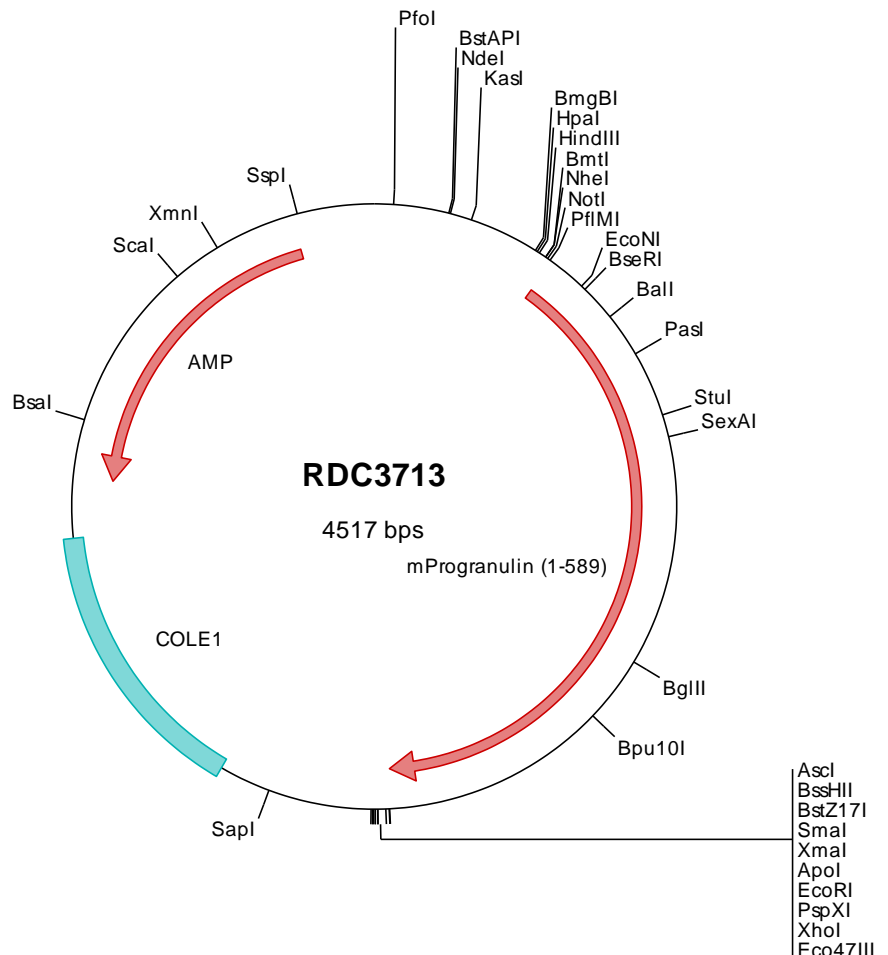 PfoI
BstAPI
NdeI
KasI
BmgBI
HpaI
HindIII
BmtI
NheI
NotI
PflMI
EcoNI
BseRI
BalI
PasI
StuI
SexAI
SspI
XmnI
ScaI
AMP
BsaI
RDC3713
4517 bps
mProgranulin (1-589)
COLE1
BglII
Bpu10I
SapI
AscI
BssHII
BstZ17I
SmaI
XmaI
ApoI
EcoRI
PspXI
XhoI
Eco47III